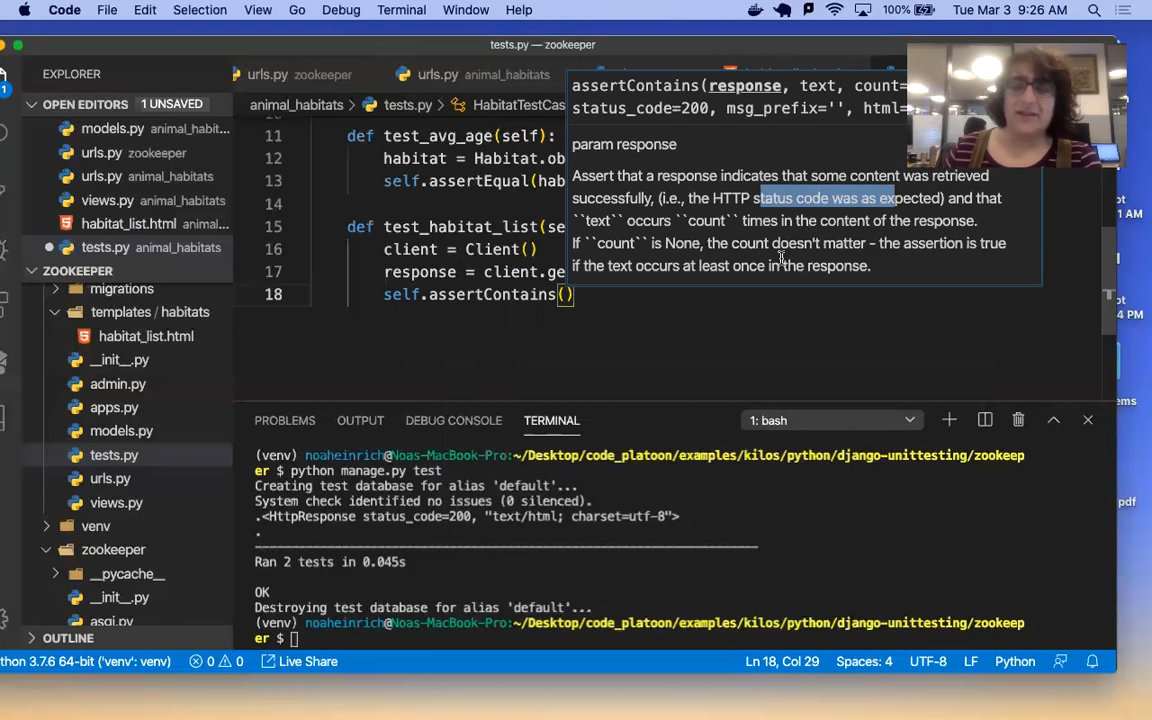 Code File Edit Selection View Go Debug Terminal Window Help 100% Tue Mar 3 9:26 AM
tests.py — zookeeper
EXPLORER
urls.py zookeeper urls.py animal_habitats
OPEN EDITORS 1 UNSAVED
animal_habitats > tests.py > HabitatTestCas
models.py animal_habit...
urls.py zookeeper
urls.py animal_habitats
views.py animal_habitats
habitat_list.html animal...
tests.py animal_habitats
ZOOKEEPER
migrations
templates / habitats
habitat_list.html
__init__.py
admin.py
apps.py
models.py
tests.py
urls.py
views.py
venv
zookeeper
__pycache__
__init__.py
asgi.py
OUTLINE
11 def test_avg_age(self):
12 habitat = Habitat.ob
13 self.assertEqual(hab
14
15 def test_habitat_list(se
16 client = Client()
17 response = client.ge
18 self.assertContains()
assertContains(response, text, count=
status_code=200, msg_prefix='', html=
param response
Assert that a response indicates that some content was retrieved
successfully, (i.e., the HTTP status code was as expected) and that
``text`` occurs ``count`` times in the content of the response.
If ``count`` is None, the count doesn't matter - the assertion is true
if the text occurs at least once in the response.
PROBLEMS OUTPUT DEBUG CONSOLE TERMINAL 1: bash
(venv) noaheinrich@Noas-MacBook-Pro:~/Desktop/code_platoon/examples/kilos/python/django-unittesting/zookeep
er $ python manage.py test
Creating test database for alias 'default'...
System check identified no issues (0 silenced).
.<HttpResponse status_code=200, "text/html; charset=utf-8">
.
----------------------------------------------------------------------
Ran 2 tests in 0.045s
OK
Destroying test database for alias 'default'...
(venv) noaheinrich@Noas-MacBook-Pro:~/Desktop/code_platoon/examples/kilos/python/django-unittesting/zookeep
er $
thon 3.7.6 64-bit ('venv': venv) 0 0 Live Share Ln 18, Col 29 Spaces: 4 UTF-8 LF Python
ot
4 PM
ems
pdf